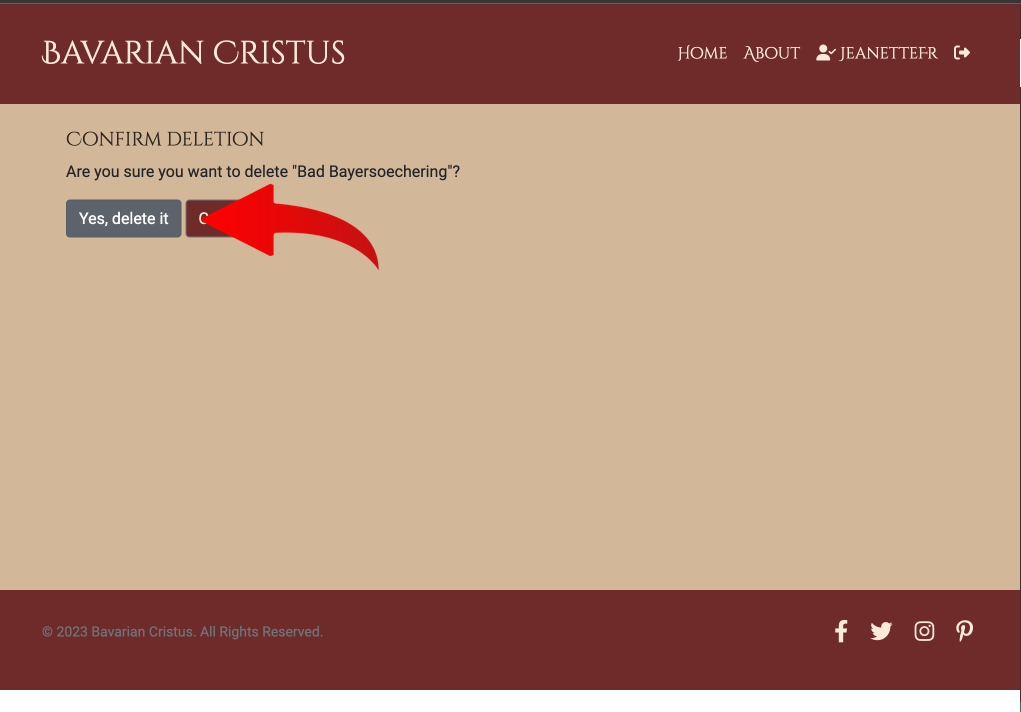 Bavarian Cristus
Home About JeanetteFr
Confirm deletion
Are you sure you want to delete "Bad Bayersoechering"?
Yes, delete it
© 2023 Bavarian Cristus. All Rights Reserved.